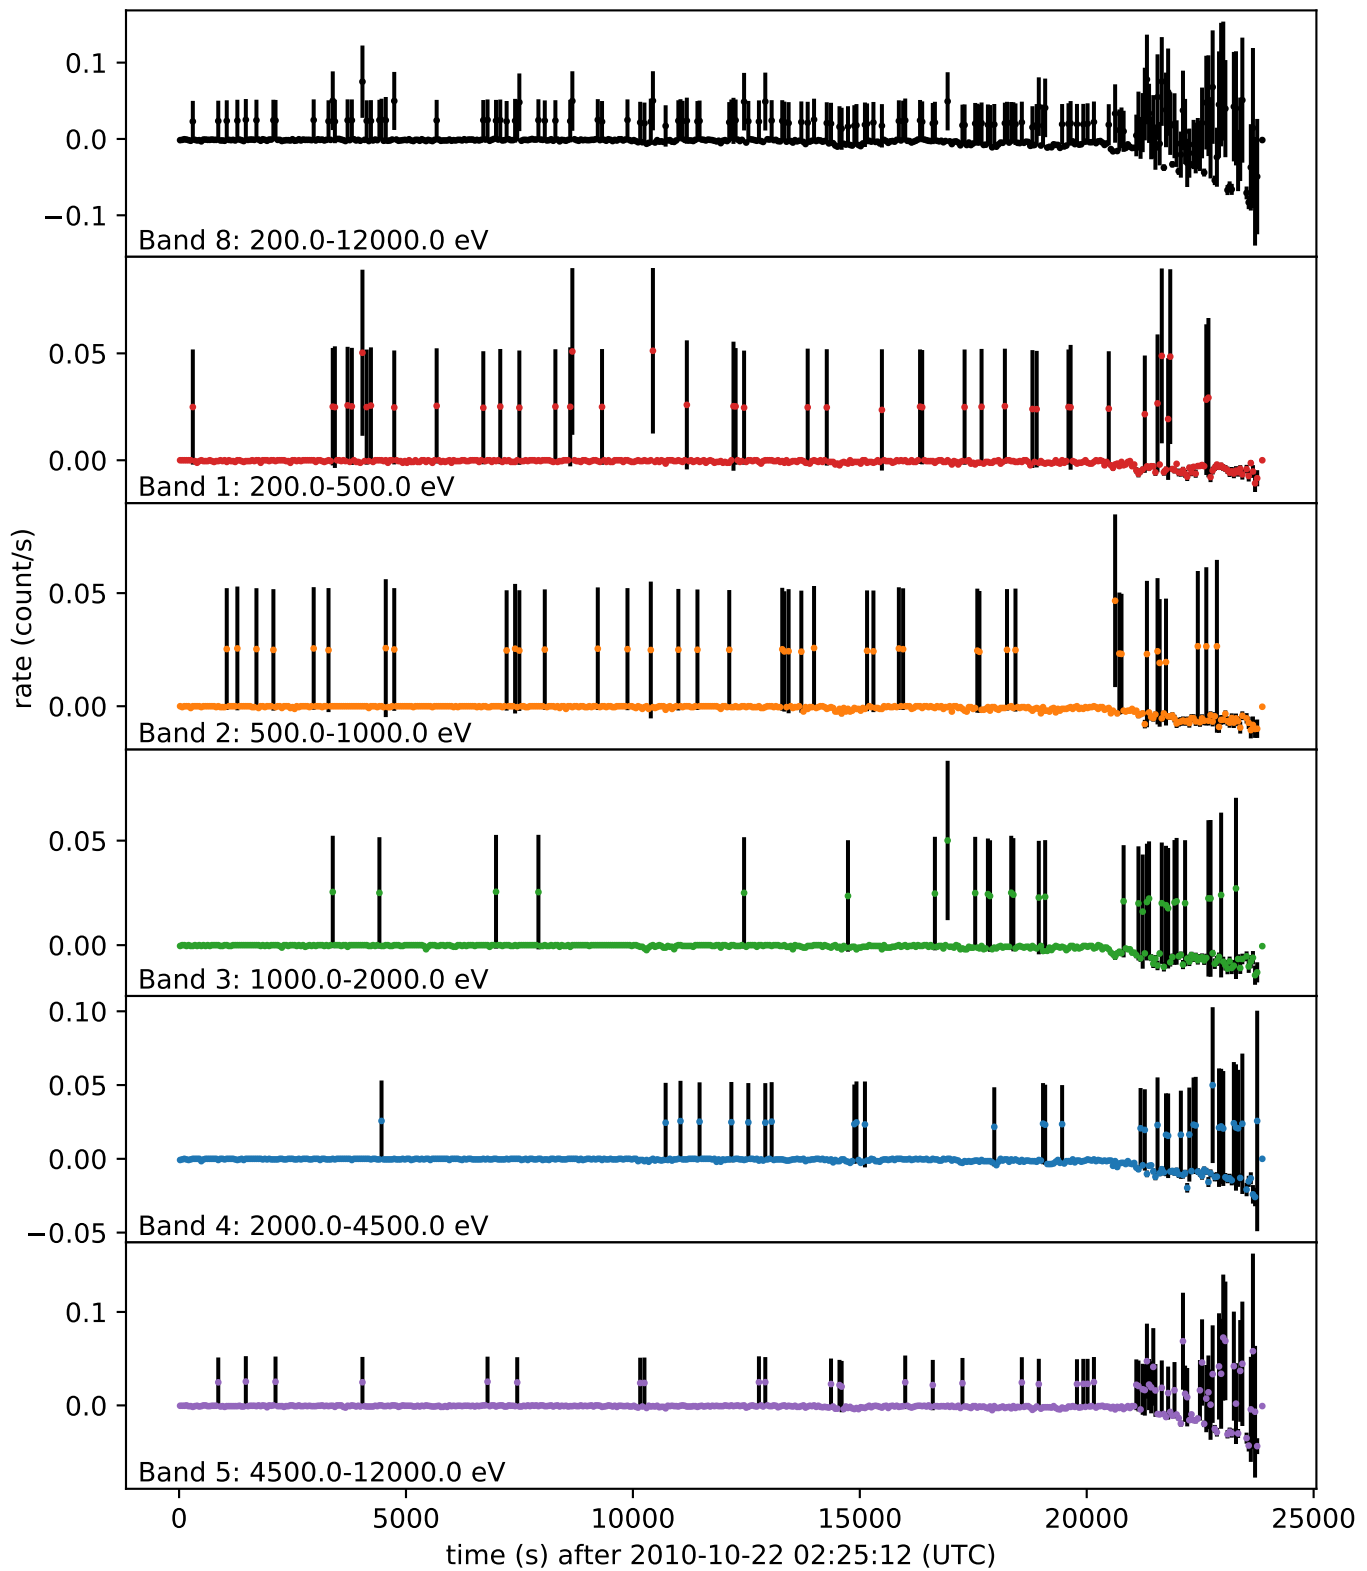 0.1
0.0
−0.1
Band 8: 200.0-12000.0 eV
0.05
0.00
Band 1: 200.0-500.0 eV
rate (count/s)
0.05
0.00
Band 2: 500.0-1000.0 eV
0.05
0.00
Band 3: 1000.0-2000.0 eV
0.10
0.05
0.00
−0.05
Band 4: 2000.0-4500.0 eV
0.1
0.0
Band 5: 4500.0-12000.0 eV
0 5000 10000 15000 20000 25000
time (s) after 2010-10-22 02:25:12 (UTC)